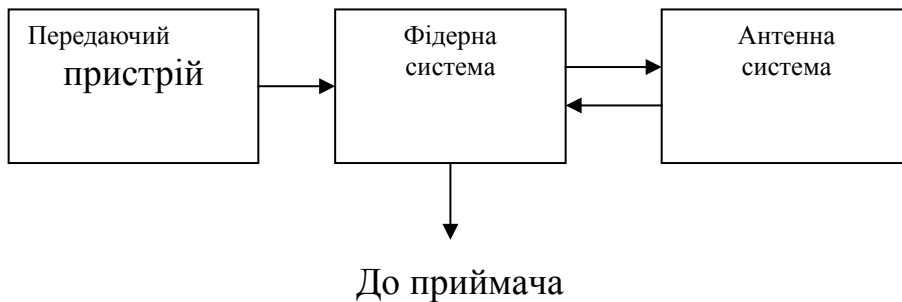 Передаючий
пристрій
Фідерна
система
Антенна
система
До приймача